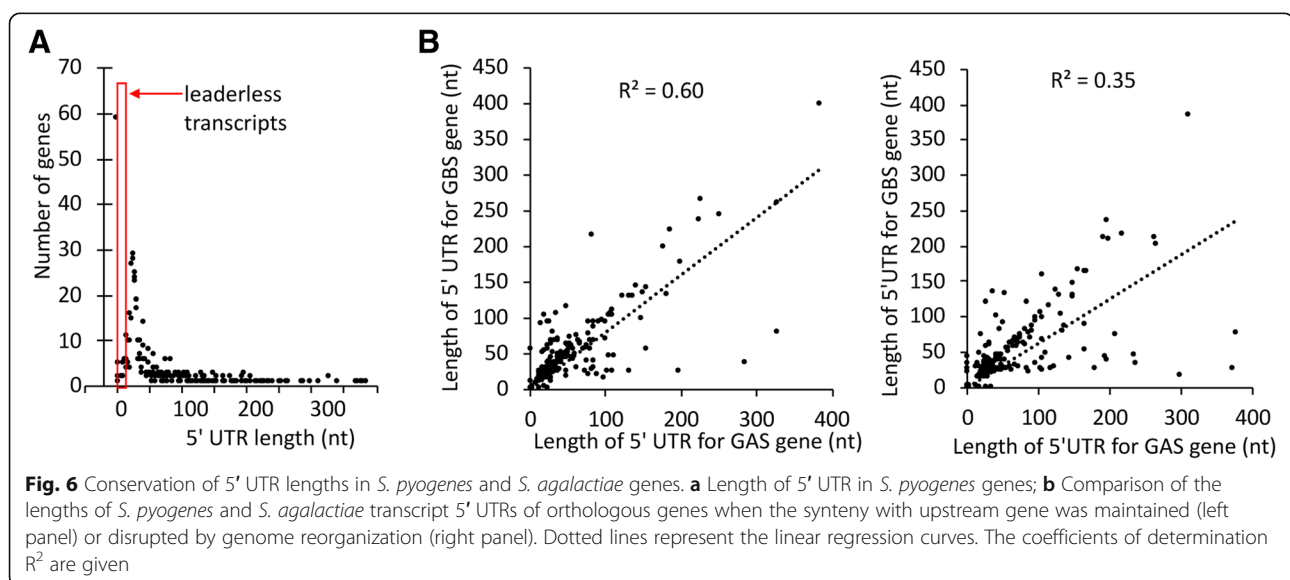 A
70
60
50
40
30
20
10
0
Number of genes
leaderless
transcripts
0 100 200 300
5' UTR length (nt)
B
450
400
350
300
250
200
150
100
50
0
Length of 5' UTR for GBS gene (nt)
R² = 0.60
0 100 200 300 400
Length of 5' UTR for GAS gene (nt)
450
400
350
300
250
200
150
100
50
0
Length of 5'UTR for GBS gene (nt)
R² = 0.35
0 100 200 300 400
Length of 5'UTR for GAS gene (nt)
Fig. 6 Conservation of 5′ UTR lengths in S. pyogenes and S. agalactiae genes. a Length of 5′ UTR in S. pyogenes genes; b Comparison of the
lengths of S. pyogenes and S. agalactiae transcript 5′ UTRs of orthologous genes when the synteny with upstream gene was maintained (left
panel) or disrupted by genome reorganization (right panel). Dotted lines represent the linear regression curves. The coefficients of determination
R² are given